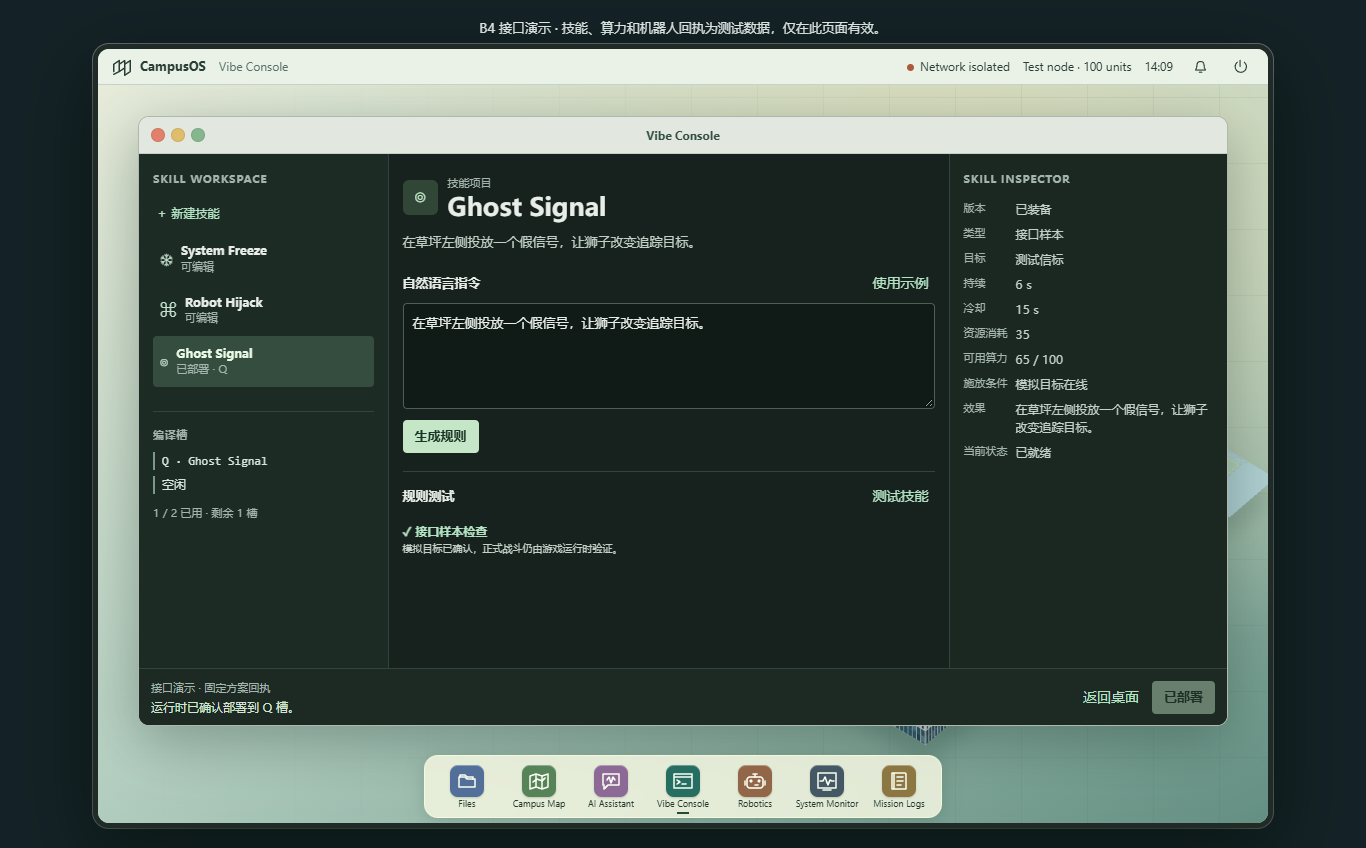 B4 接口演示 · 技能、算力和机器人回执为测试数据，仅在此页面有效。
CampusOS Vibe Console
Network isolated Test node · 100 units 14:09
Vibe Console
SKILL WORKSPACE
+ 新建技能
System Freeze
可编辑
Robot Hijack
可编辑
Ghost Signal
已部署 · Q
编译槽
Q · Ghost Signal
空闲
1 / 2 已用 · 剩余 1 槽
技能项目
Ghost Signal
在草坪左侧投放一个假信号，让狮子改变追踪目标。
自然语言指令 使用示例
在草坪左侧投放一个假信号，让狮子改变追踪目标。
生成规则
规则测试 测试技能
✓ 接口样本检查
模拟目标已确认，正式战斗仍由游戏运行时验证。
SKILL INSPECTOR
版本 已装备
类型 接口样本
目标 测试信标
持续 6 s
冷却 15 s
资源消耗 35
可用算力 65 / 100
施放条件 模拟目标在线
效果 在草坪左侧投放一个假信号，让狮子
改变追踪目标。
当前状态 已就绪
接口演示 · 固定方案回执
运行时已确认部署到 Q 槽。
返回桌面 已部署
Files Campus Map AI Assistant Vibe Console Robotics System Monitor Mission Logs